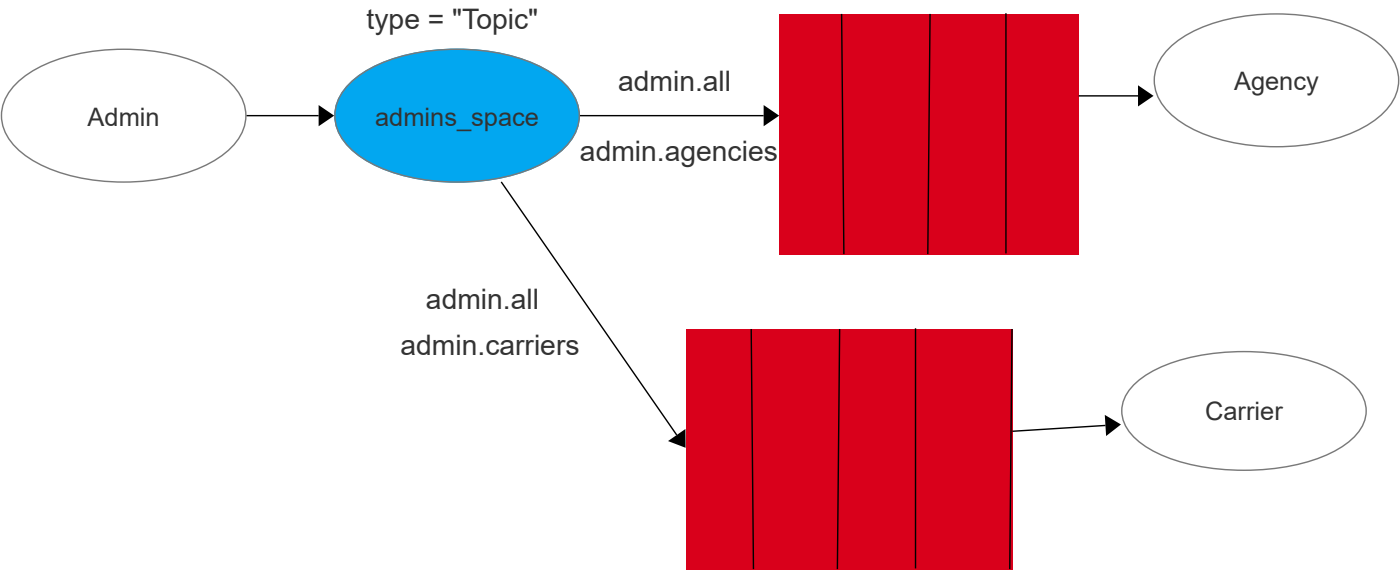 type = "Topic"
Admin
admins_space
admin.all
admin.agencies
Agency
admin.all
admin.carriers
Carrier